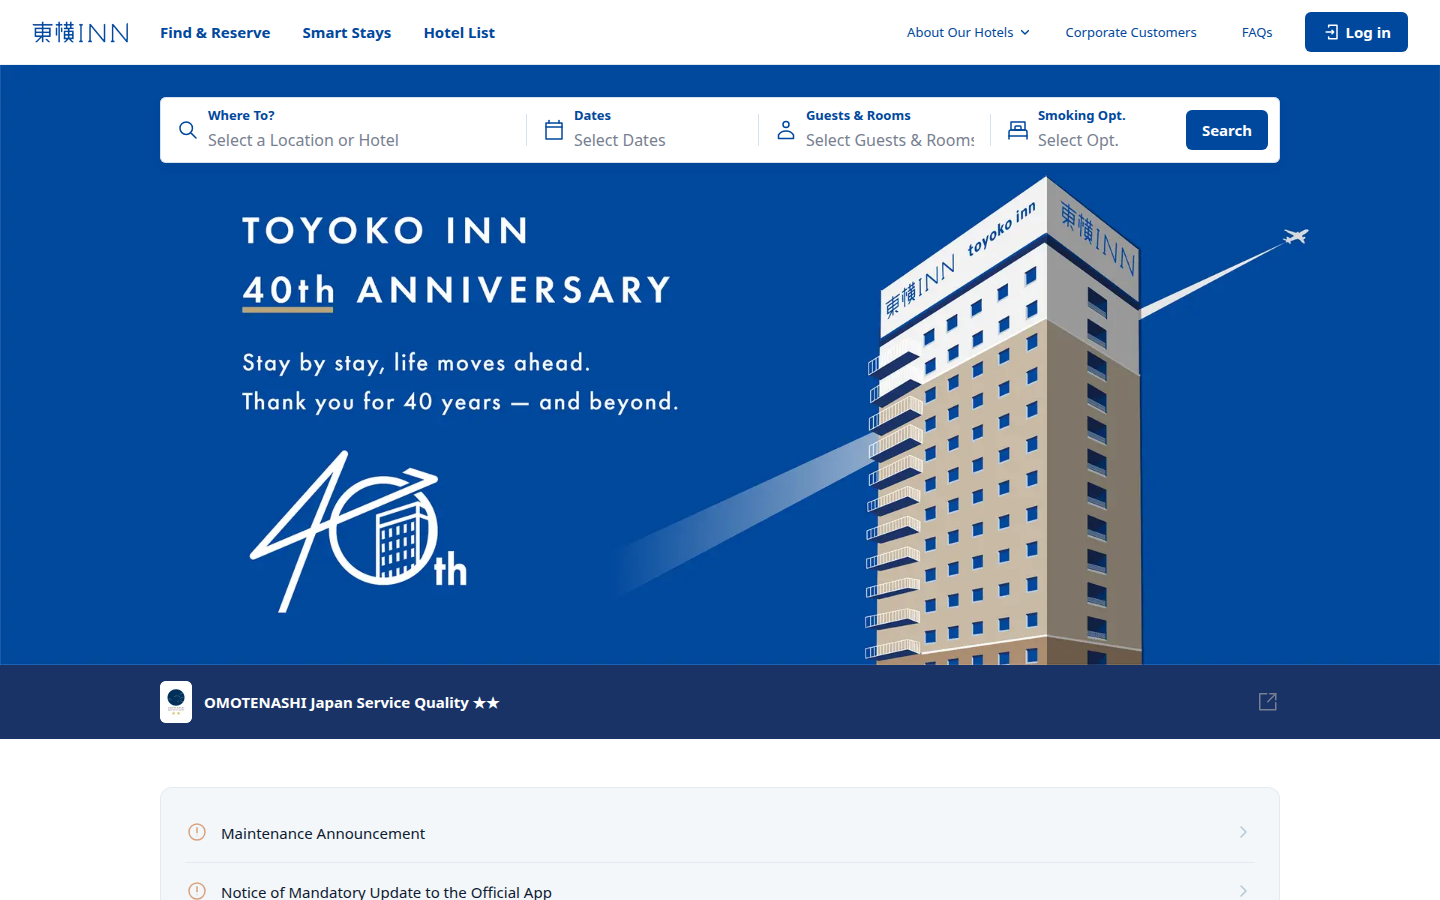 東横INN
Find & Reserve
Smart Stays
Hotel List
About Our Hotels
Corporate Customers
FAQs
Log in
Where To?
Select a Location or Hotel
Dates
Select Dates
Guests & Rooms
Select Guests & Rooms
Smoking Opt.
Select Opt.
Search
TOYOKO INN
40th ANNIVERSARY
Stay by stay, life moves ahead.
Thank you for 40 years — and beyond.
40th
東横INN toyoko inn
東横INN
OMOTENASHI Japan Service Quality ★★
Maintenance Announcement
Notice of Mandatory Update to the Official App